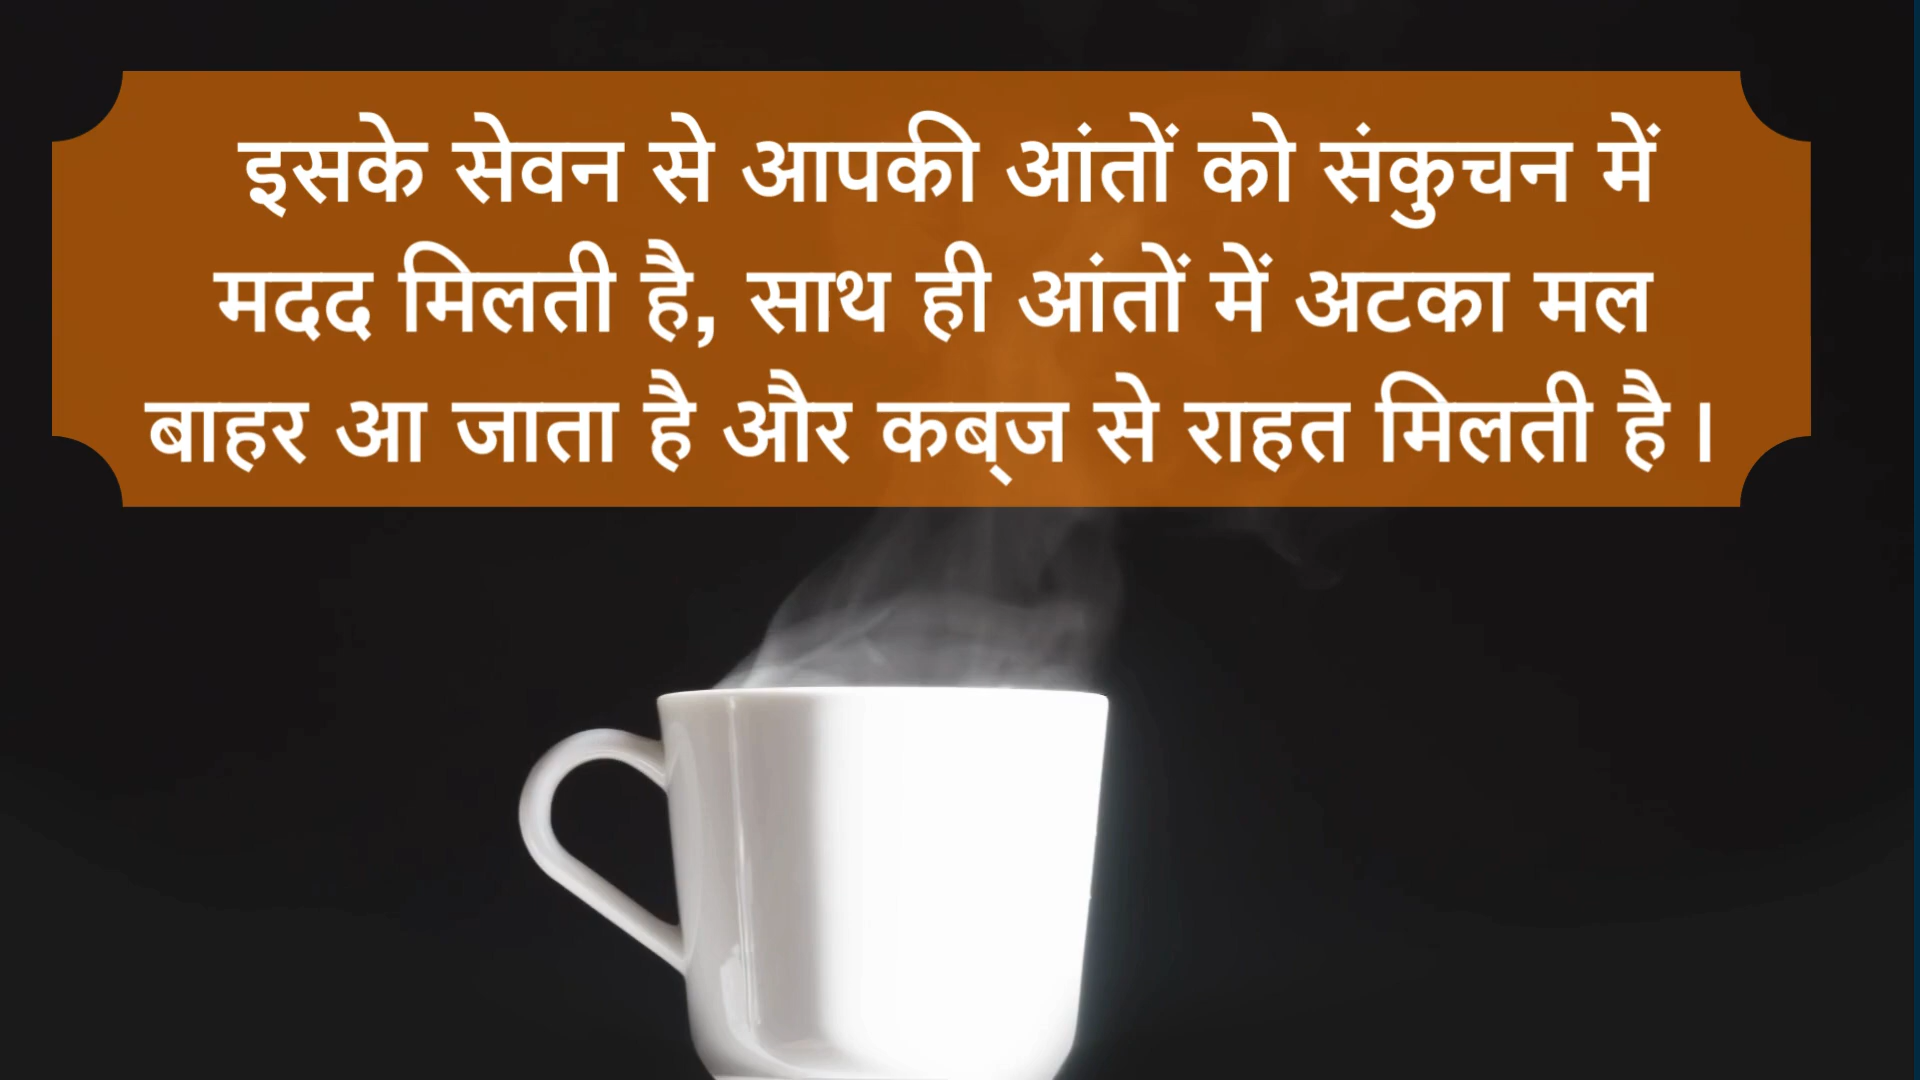 इसके सेवन से आपकी आंतों को संकुचन में
मदद मिलती है, साथ ही आंतों में अटका मल
बाहर आ जाता है और कब्‌ज से राहत मिलती है।